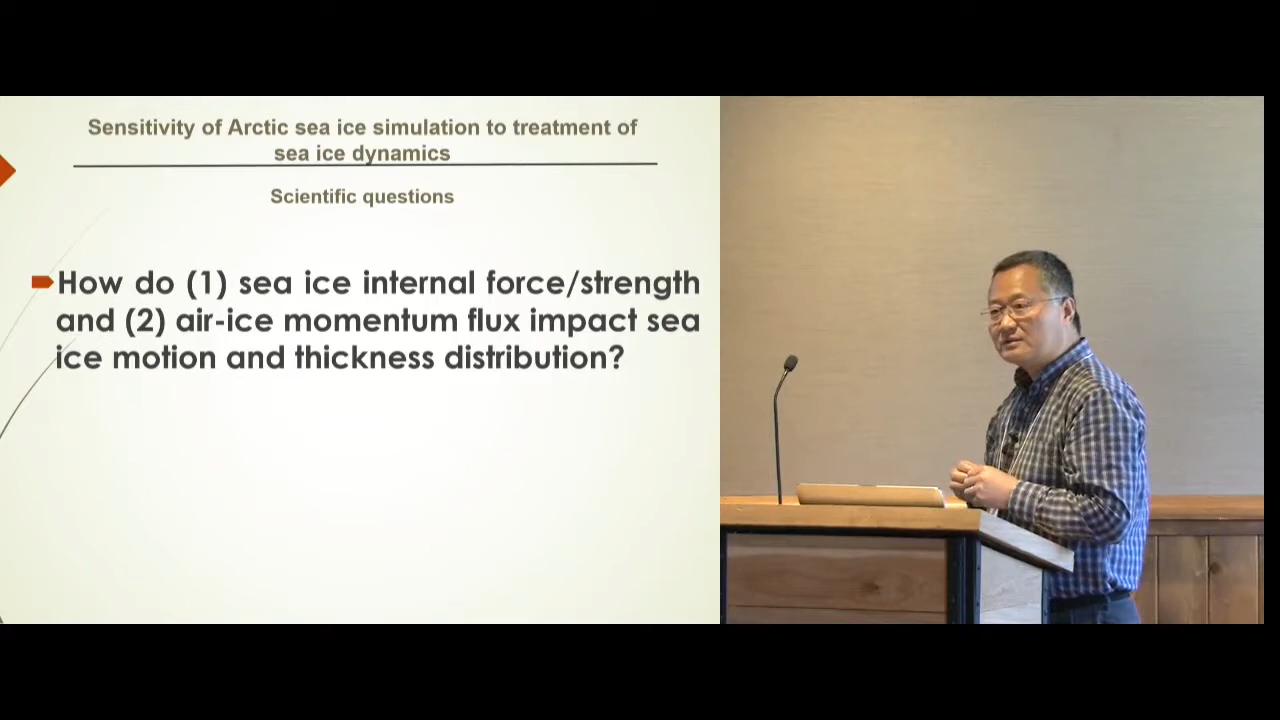 Sensitivity of Arctic sea ice simulation to treatment of
sea ice dynamics
Scientific questions
How do (1) sea ice internal force/strength
and (2) air-ice momentum flux impact sea
ice motion and thickness distribution?